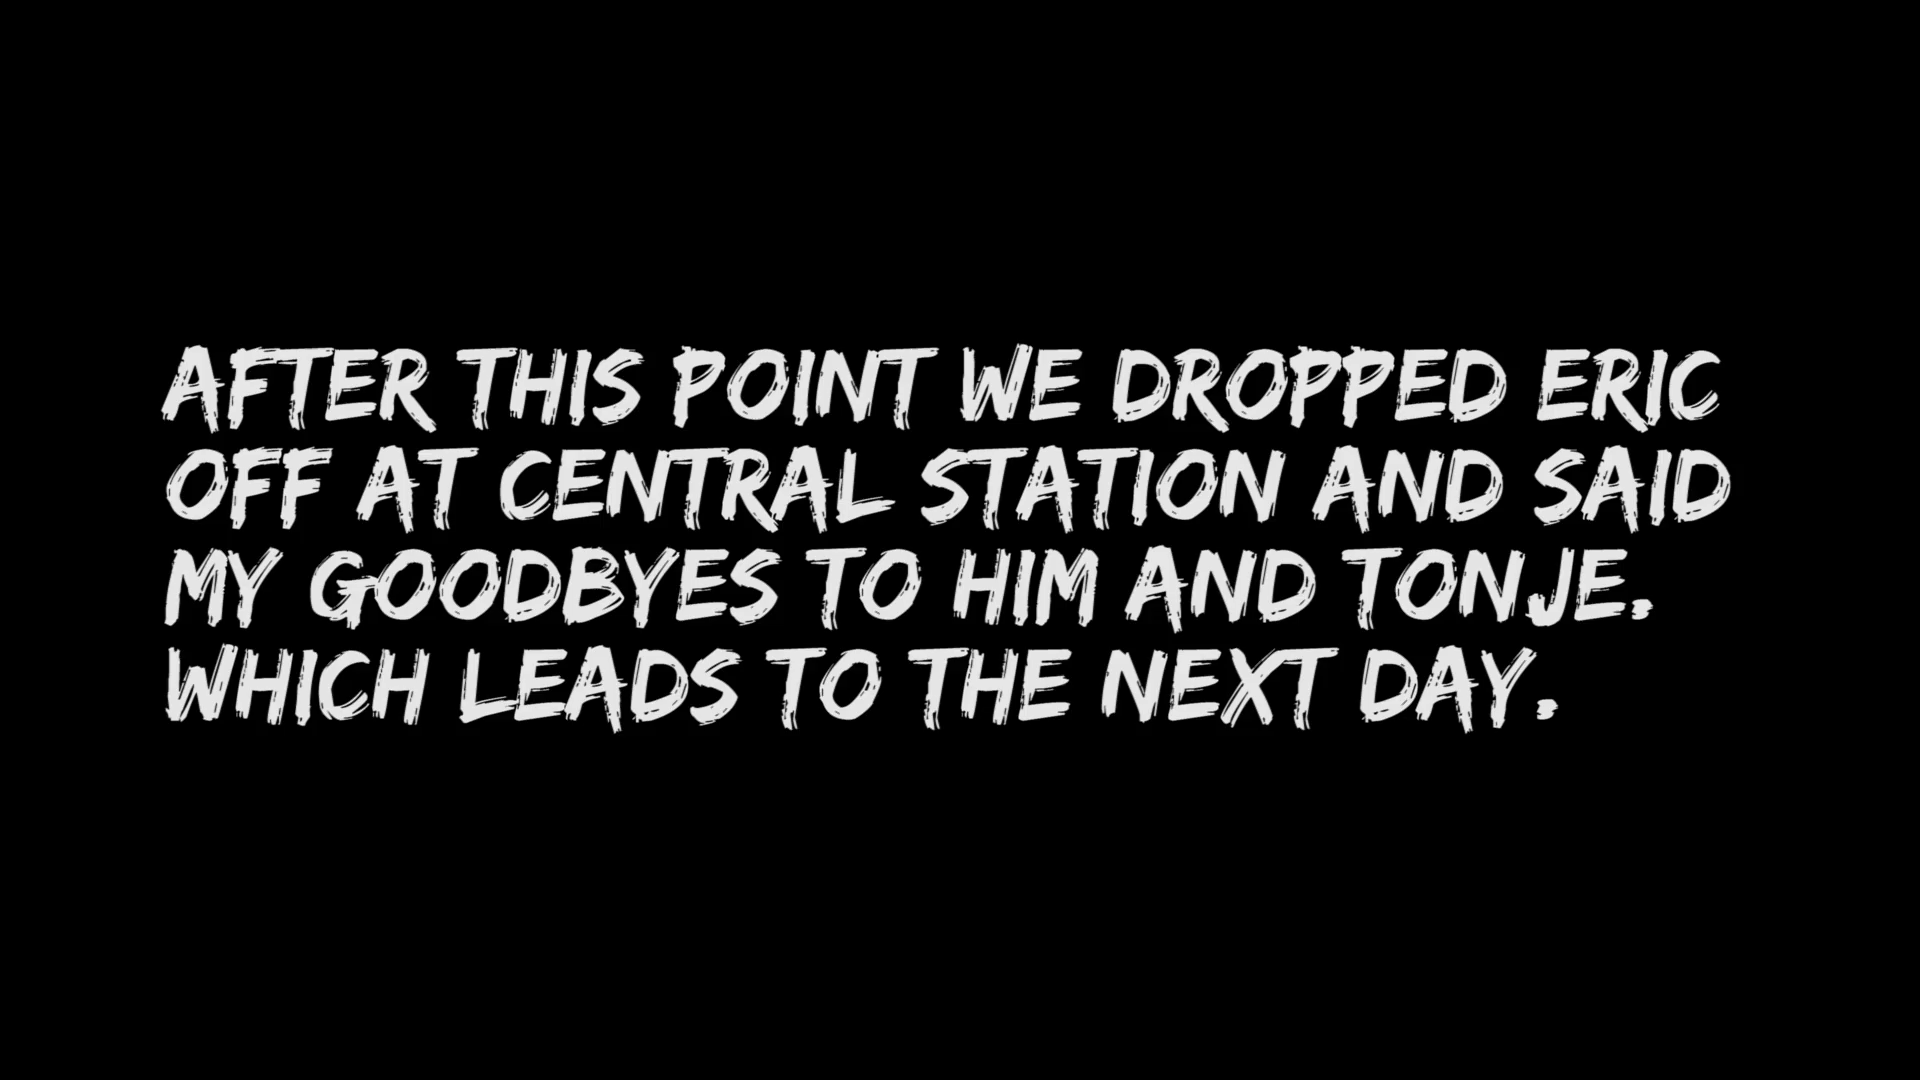 AFTER THIS POINT WE DROPPED ERIC
OFF AT CENTRAL STATION AND SAID
MY GOODBYES TO HIM AND TONJE.
WHICH LEADS TO THE NEXT DAY.